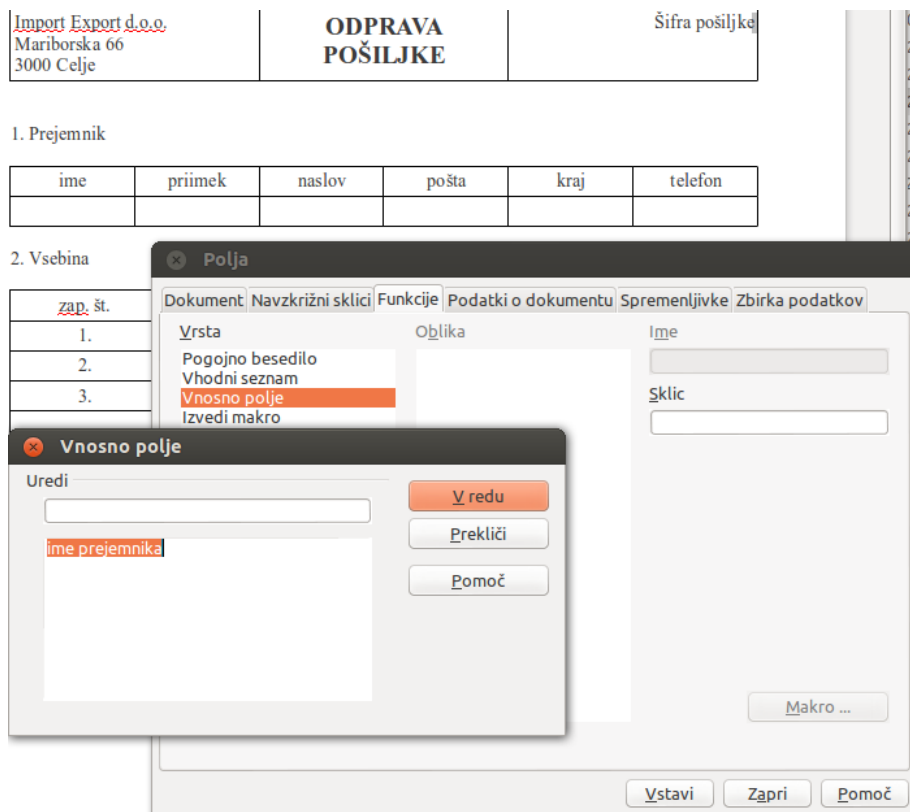 Import Export d.o.o.
Mariborska 66
3000 Celje
ODPRAVA
POŠILJKE
Šifra pošiljke
1. Prejemnik
ime priimek naslov pošta kraj telefon
2. Vsebina
zap. št.
1.
2.
3.
Polja
Dokument Navzkrižni sklici Funkcije Podatki o dokumentu Spremenljivke Zbirka podatkov
Vrsta Oblika Ime
Pogojno besedilo
Vhodni seznam
Vnosno polje
Sklic
Izvedi makro
Vnosno polje
Uredi
V redu
Prekliči
ime prejemnika
Pomoč
Makro ...
Vstavi Zapri Pomoč